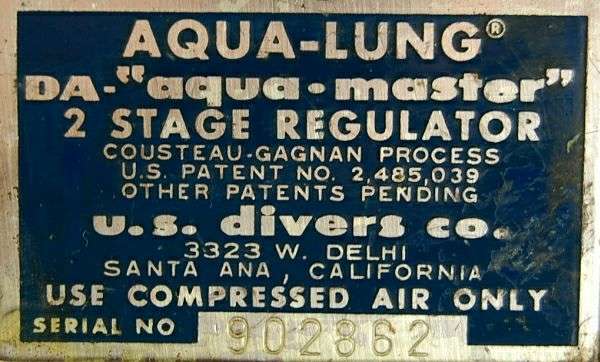 AQUA-LUNG®
DA-"aqua·master"
2 STAGE REGULATOR
COUSTEAU-GAGNAN PROCESS
U.S. PATENT NO. 2,485,039
OTHER PATENTS PENDING
u.s. divers co.
3323 W. DELHI
SANTA ANA, CALIFORNIA
USE COMPRESSED AIR ONLY
SERIAL NO 902862